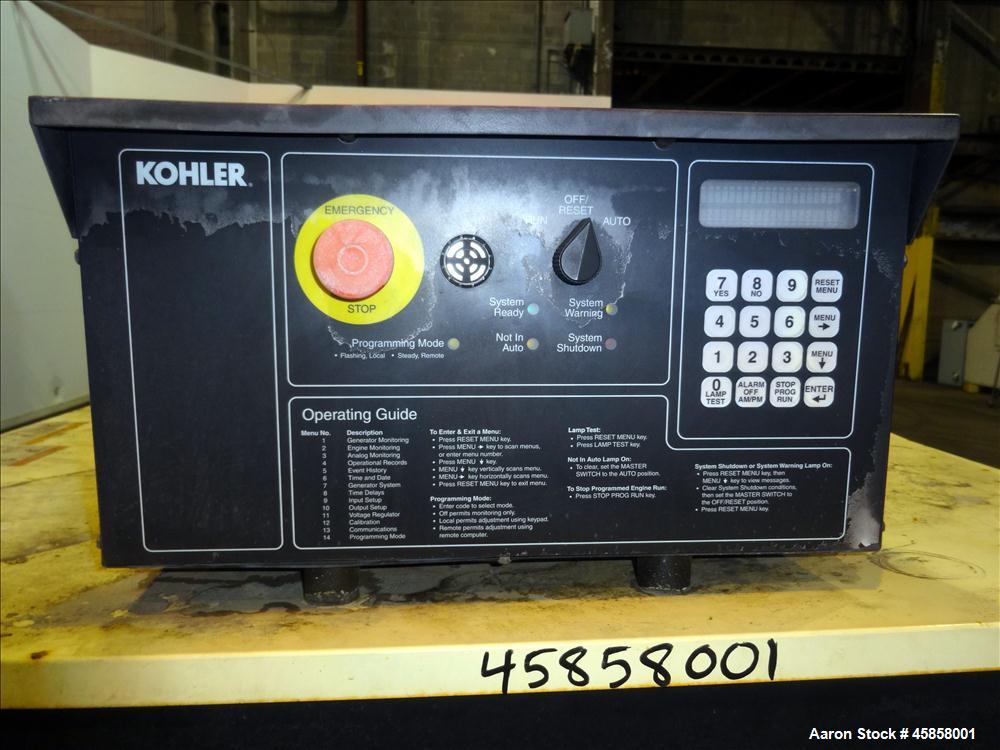 KOHLER®
EMERGENCY
STOP
RUN
OFF/
RESET
AUTO
System
Ready
System
Warning
Programming Mode
• Flashing, Local • Steady, Remote
Not In
Auto
System
Shutdown
7
YES
8
NO
9
RESET
MENU
4
5
6
MENU
→
1
2
3
MENU
↓
0
LAMP
TEST
ALARM
OFF
AM/PM
STOP
PROG
RUN
ENTER
↵
Operating Guide
Menu No. Description
1 Generator Monitoring
2 Engine Monitoring
3 Analog Monitoring
4 Operational Records
5 Event History
6 Time and Date
7 Generator System
8 Time Delays
9 Input Setup
10 Output Setup
11 Voltage Regulator
12 Calibration
13 Communications
14 Programming Mode
To Enter & Exit a Menu:
• Press RESET MENU key.
• Press MENU → key to scan menus,
or enter menu number.
• Press MENU ↓ key.
• MENU ↓ key vertically scans menu.
• MENU → key horizontally scans menu.
• Press RESET MENU key to exit menu.
Programming Mode:
• Enter code to select mode.
• Off permits monitoring only.
• Local permits adjustment using keypad.
• Remote permits adjustment using
remote computer.
Lamp Test:
• Press RESET MENU key.
• Press LAMP TEST key.
Not In Auto Lamp On:
• To clear, set the MASTER
SWITCH to the AUTO position.
To Stop Programmed Engine Run:
• Press STOP PROG RUN key.
System Shutdown or System Warning Lamp On:
• Press RESET MENU key, then
MENU ↓ key to view messages.
• Clear System Shutdown conditions,
then set the MASTER SWITCH to
the OFF/RESET position.
• Press RESET MENU key.
45858001
Aaron Stock # 45858001